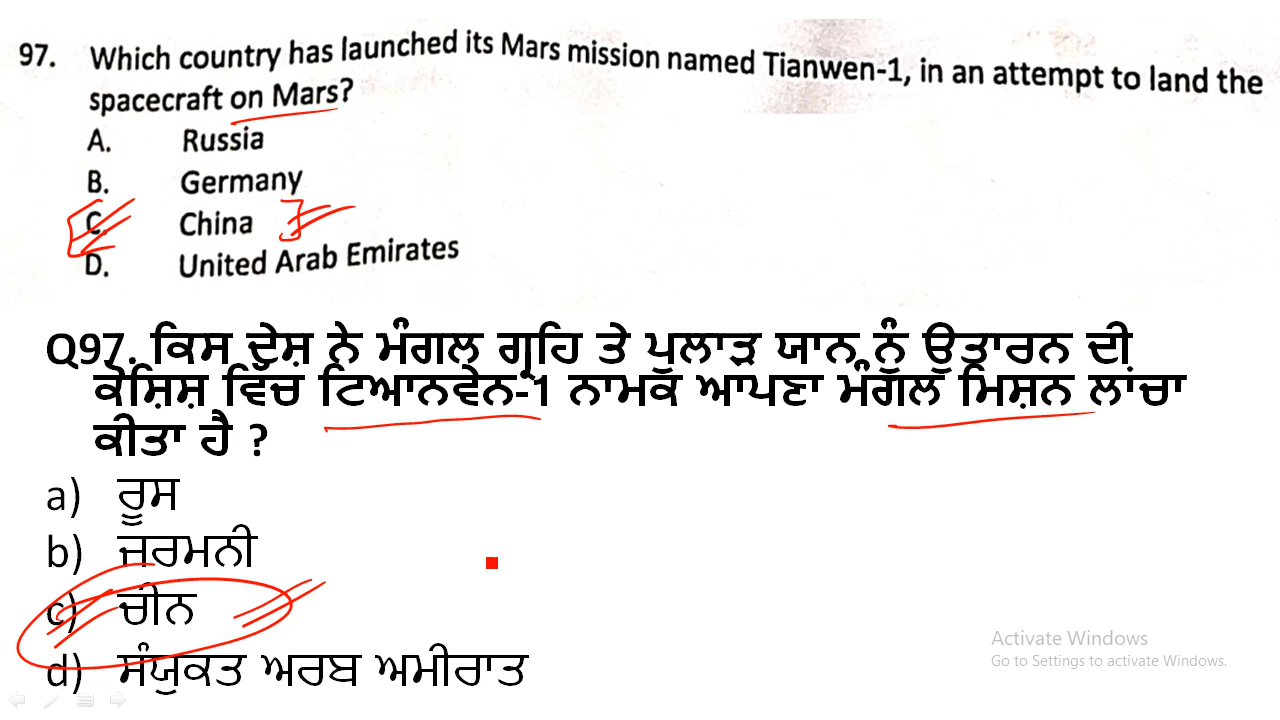 97. Which country has launched its Mars mission named Tianwen-1, in an attempt to land the
spacecraft on Mars?
A. Russia
B. Germany
C. China
D. United Arab Emirates
Q97. ਕਿਸ ਦੇਸ਼ ਨੇ ਮੰਗਲ ਗ੍ਰਹਿ ਤੇ ਪੁਲਾੜ ਯਾਨ ਨੂੰ ਉਤਾਰਨ ਦੀ
ਕੋਸ਼ਿਸ਼ ਵਿੱਚ ਟਿਆਨਵੇਨ-1 ਨਾਮਕ ਆਪਣਾ ਮੰਗਲ ਮਿਸ਼ਨ ਲਾਂਚਾ
ਕੀਤਾ ਹੈ ?
a) ਰੂਸ
b) ਜਰਮਨੀ
c) ਚੀਨ
d) ਸੰਯੁਕਤ ਅਰਬ ਅਮੀਰਾਤ
Activate Windows
Go to Settings to activate Windows.